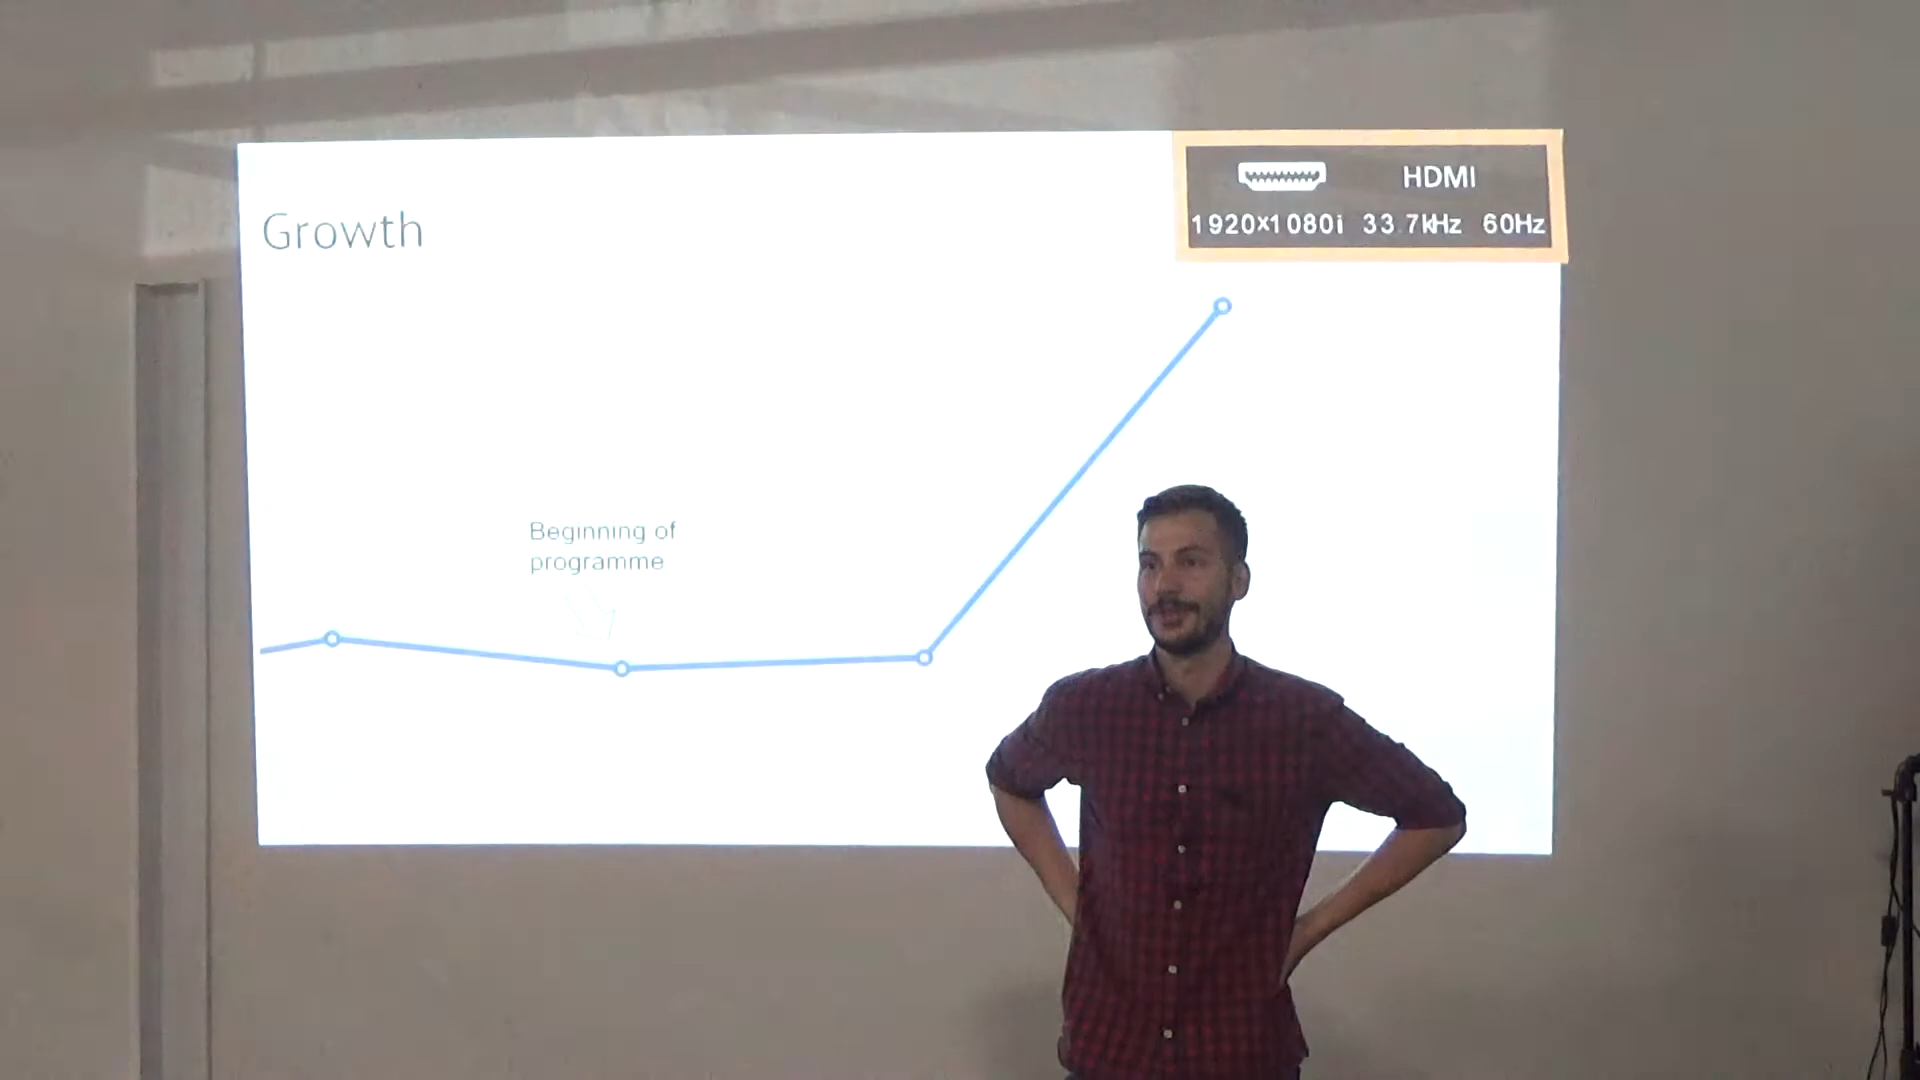 HDMI
1920x1080i 33.7kHz 60Hz
Growth
Beginning of
programme